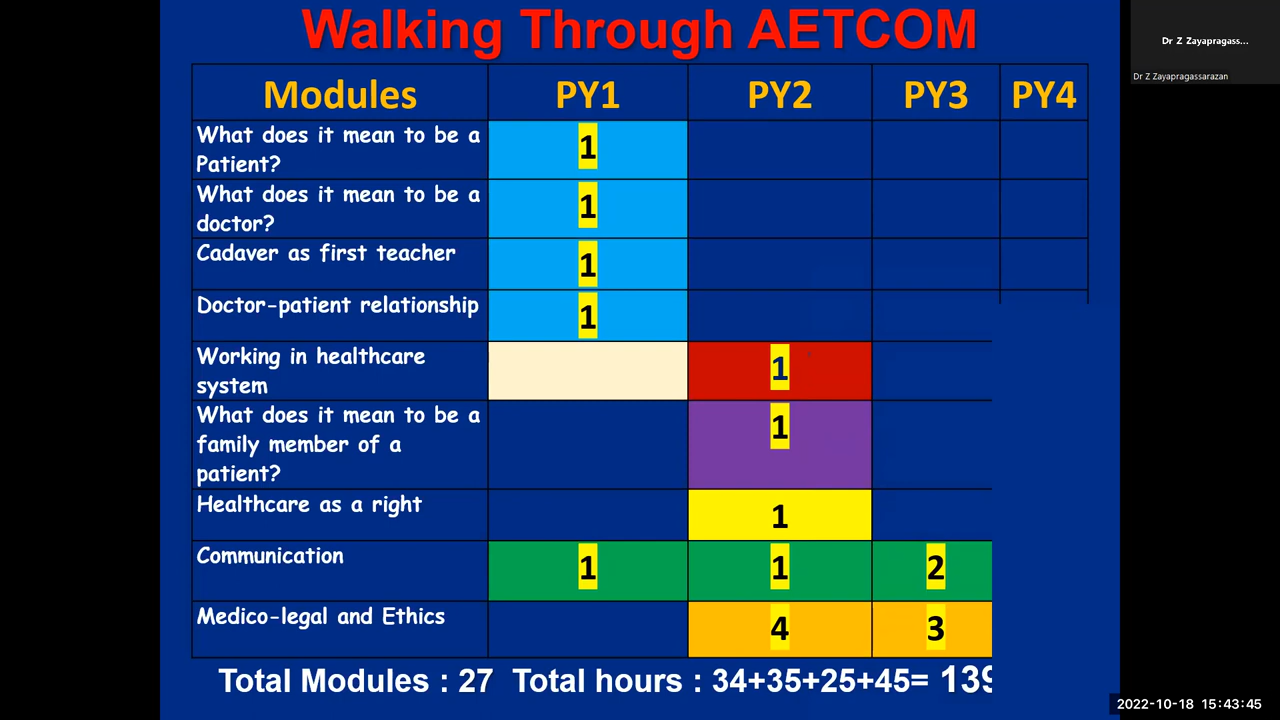 Walking Through AETCOM
Modules PY1 PY2 PY3 PY4
What does it mean to be a
Patient?
1
What does it mean to be a
doctor?
1
Cadaver as first teacher
1
Doctor-patient relationship
1
Working in healthcare
system
1
What does it mean to be a
family member of a
patient?
1
Healthcare as a right
1
Communication
1 1 2
Medico-legal and Ethics
4 3
Total Modules : 27 Total hours : 34+35+25+45= 139
Dr Z Zayapragass...
Dr Z Zayapragassarazan
2022-10-18 15:43:45